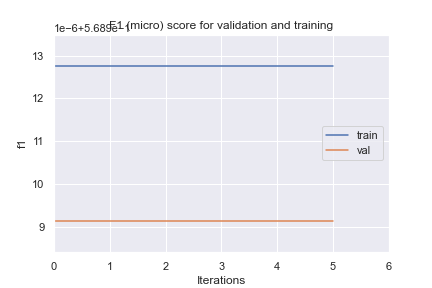 1e−6+5.689e−1
F1 (micro) score for validation and training
13
12
11
10
9
f1
train
val
0 1 2 3 4 5 6
Iterations